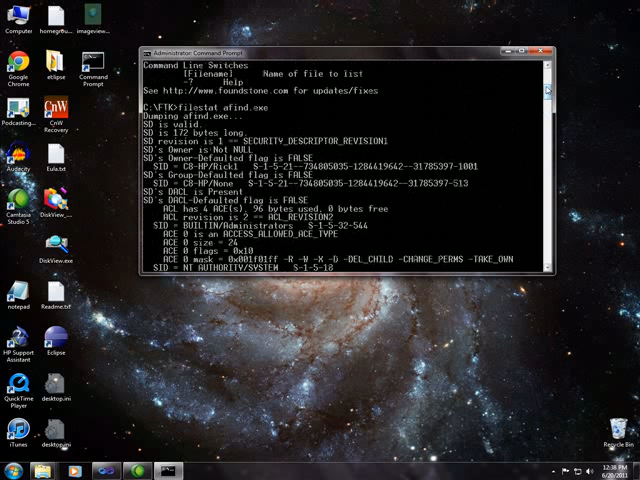 Computer
homegrou...
imageview...
Google Chrome
eclipse
Command Prompt
Podcasting...
CnW Recovery
Audacity
Eula.txt
Camtasia Studio 5
DiskView_...
DiskView.exe
notepad
Readme.txt
HP Support Assistant
Eclipse
QuickTime Player
desktop.ini
iTunes
desktop.ini
Administrator: Command Prompt
Command Line Switches
[Filename] Name of file to list
-? Help
See http://www.foundstone.com for updates/fixes
C:\FTK>filestat afind.exe
Dumping afind.exe...
SD is valid.
SD is 172 bytes long.
SD revision is 1 == SECURITY_DESCRIPTOR_REVISION1
SD's Owner is Not NULL
SD's Owner-Defaulted flag is FALSE
SID = C8-HP/Rick1 S-1-5-21--734805035-1284419642--31785397-1001
SD's Group-Defaulted flag is FALSE
SID = C8-HP/None S-1-5-21--734805035-1284419642--31785397-513
SD's DACL is Present
SD's DACL-Defaulted flag is FALSE
ACL has 4 ACE(s), 96 bytes used, 0 bytes free
ACL revision is 2 == ACL_REVISION2
SID = BUILTIN/Administrators S-1-5-32-544
ACE 0 is an ACCESS_ALLOWED_ACE_TYPE
ACE 0 size = 24
ACE 0 flags = 0x10
ACE 0 mask = 0x001f01ff -R -W -X -D -DEL_CHILD -CHANGE_PERMS -TAKE_OWN
SID = NT AUTHORITY/SYSTEM S-1-5-18
Recycle Bin
12:38 PM
6/20/2011